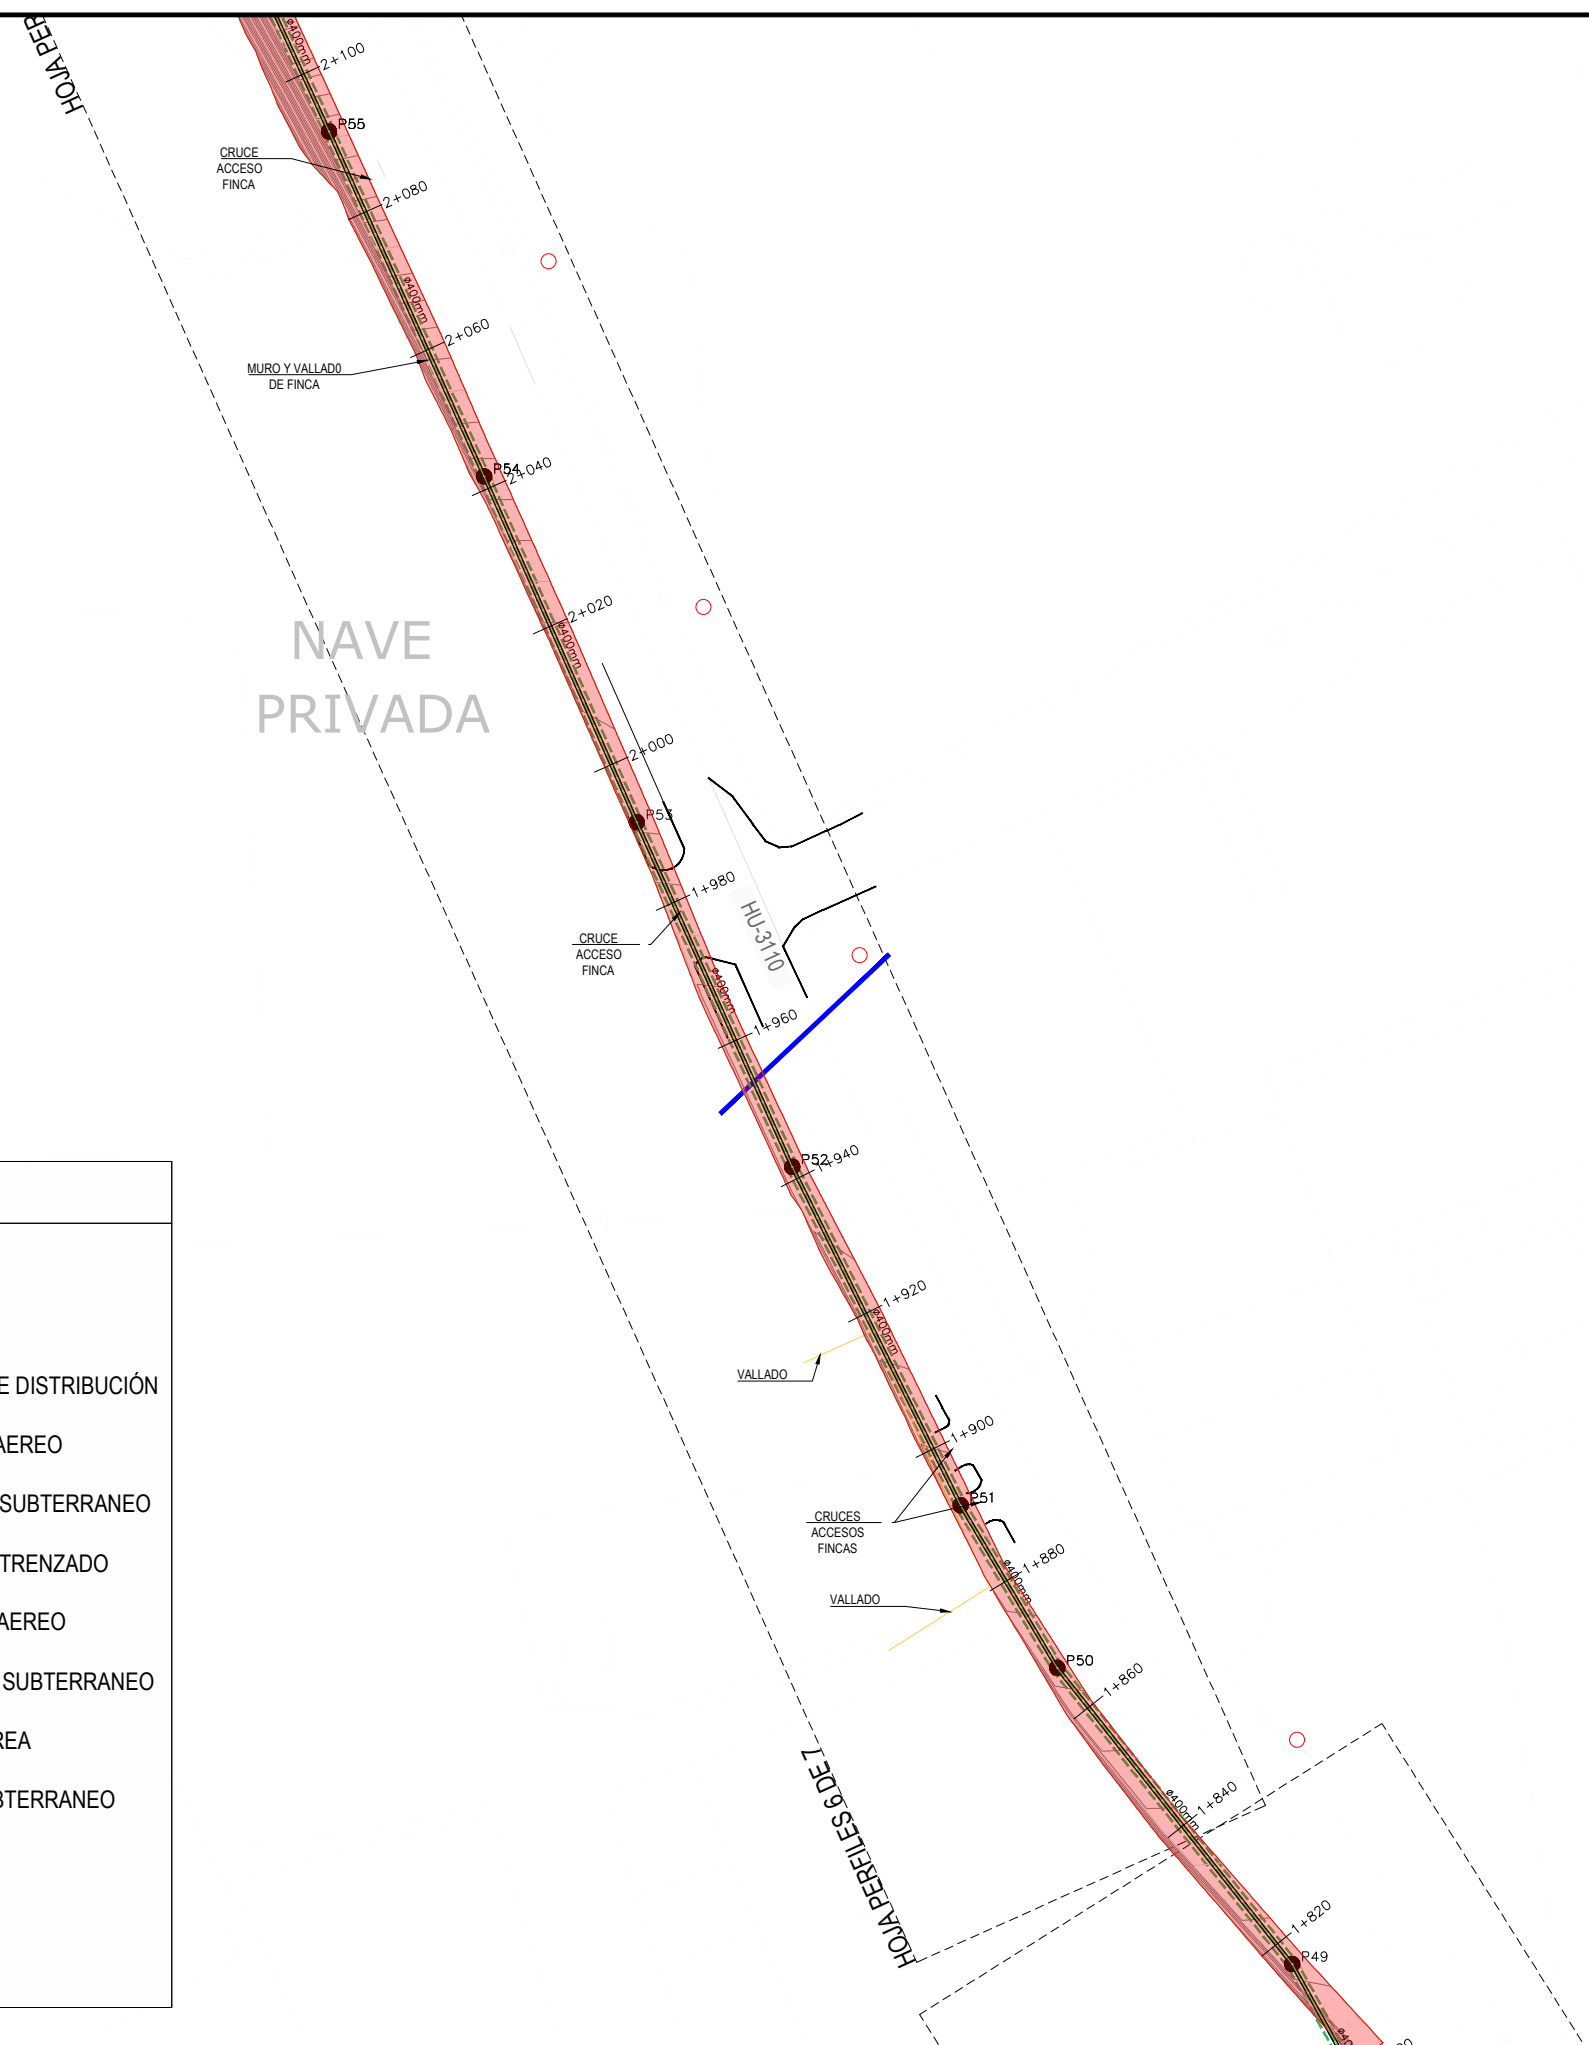 HOJA PER
ø400mm
2+100
P55
CRUCE
ACCESO
FINCA
2+080
ø400mm
2+060
MURO Y VALLAD0
DE FINCA
P54
2+040
2+020
ø400mm
NAVE
PRIVADA
2+000
P53
1+980
HU-3110
CRUCE
ACCESO
FINCA
ø400mm
1+960
P52
1+940
1+920
ø400mm
VALLADO
E DISTRIBUCIÓN
1+900
AEREO
P51
SUBTERRANEO
CRUCES
ACCESOS
FINCAS
TRENZADO
ø400mm
1+880
VALLADO
AEREO
P50
SUBTERRANEO
1+860
REA
HOJA PERFILES 6 DE 7
BTERRANEO
ø400mm
1+840
1+820
P49